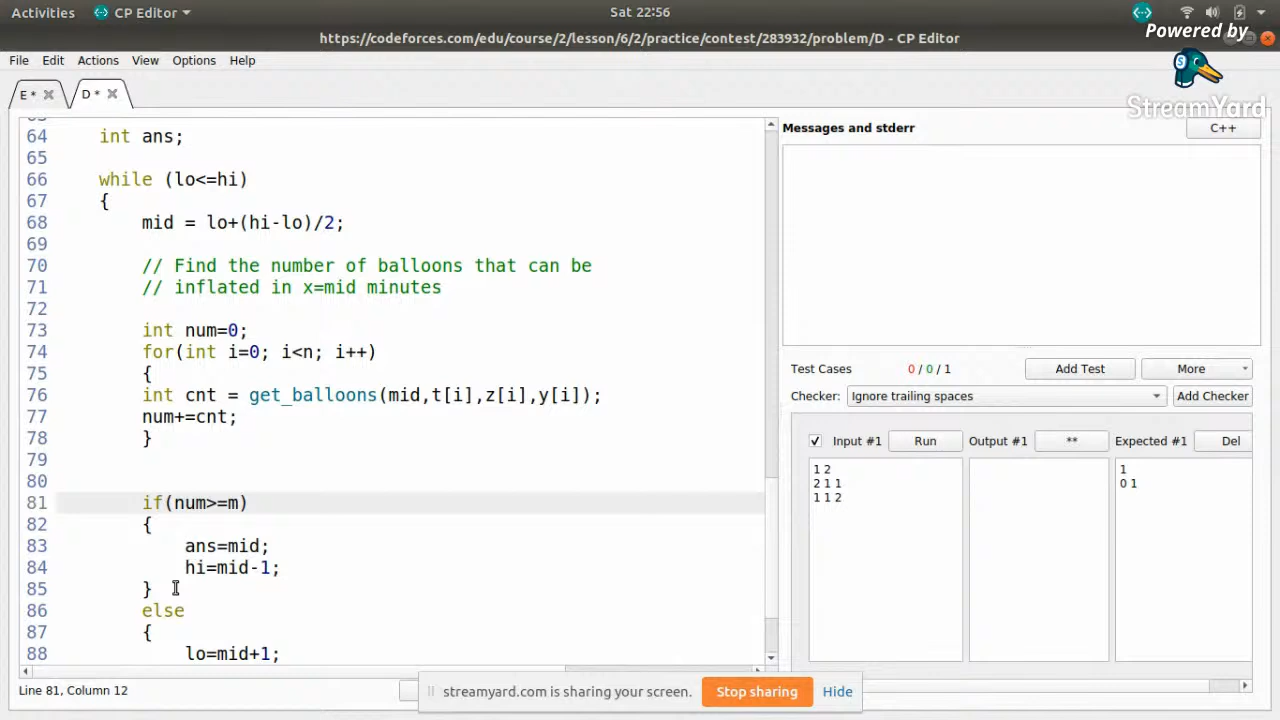 Activities
CP Editor
Sat 22:56
Powered by
https://codeforces.com/edu/course/2/lesson/6/2/practice/contest/283932/problem/D - CP Editor
File Edit Actions View Options Help
StreamYard
E *
D *
64 int ans;
65
66 while (lo<=hi)
67 {
68 mid = lo+(hi-lo)/2;
69
70 // Find the number of balloons that can be
71 // inflated in x=mid minutes
72
73 int num=0;
74 for(int i=0; i<n; i++)
75 {
76 int cnt = get_balloons(mid,t[i],z[i],y[i]);
77 num+=cnt;
78 }
79
80
81 if(num>=m)
82 {
83 ans=mid;
84 hi=mid-1;
85 }
86 else
87 {
88 lo=mid+1;
Line 81, Column 12
Messages and stderr
C++
Test Cases 0 / 0 / 1 Add Test More
Checker: Ignore trailing spaces Add Checker
Input #1 Run Output #1 ** Expected #1 Del
1 2
2 1 1
1 1 2
1
0 1
streamyard.com is sharing your screen. Stop sharing Hide